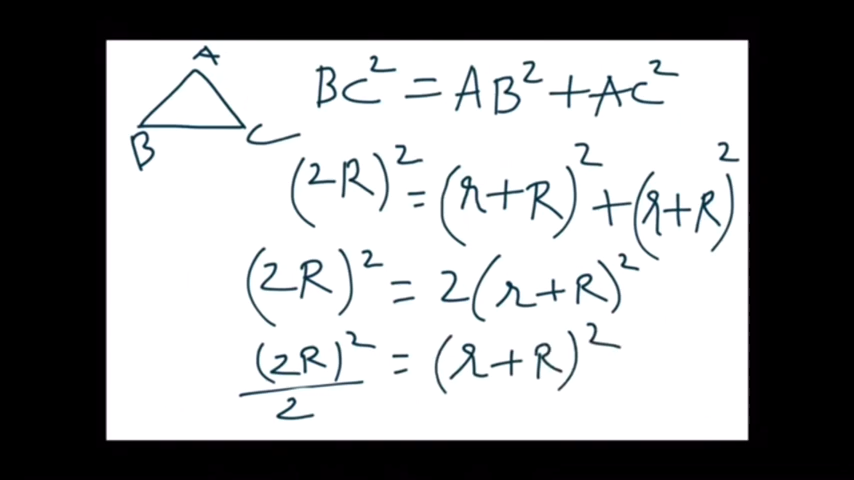 A
B
C
BC² = AB² + AC²
(2R)² = (r+R)² + (r+R)²
(2R)² = 2(r+R)²
(2R)²/2 = (r+R)²